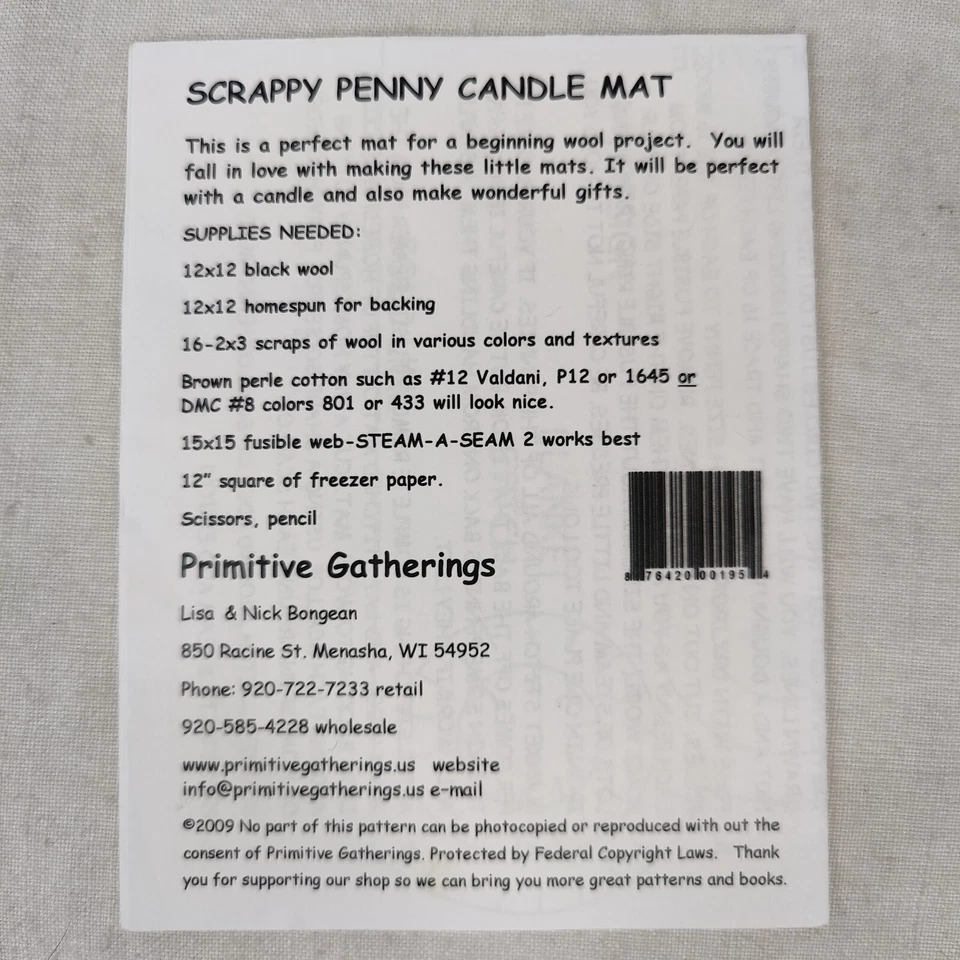 SCRAPPY PENNY CANDLE MAT
This is a perfect mat for a beginning wool project. You will
fall in love with making these little mats. It will be perfect
with a candle and also make wonderful gifts.
SUPPLIES NEEDED:
12x12 black wool
12x12 homespun for backing
16-2x3 scraps of wool in various colors and textures
Brown perle cotton such as #12 Valdani, P12 or 1645 or
DMC #8 colors 801 or 433 will look nice.
15x15 fusible web-STEAM-A-SEAM 2 works best
12" square of freezer paper.
Scissors, pencil
8 76420 00195 4
Primitive Gatherings
Lisa & Nick Bongean
850 Racine St. Menasha, WI 54952
Phone: 920-722-7233 retail
920-585-4228 wholesale
www.primitivegatherings.us website
info@primitivegatherings.us e-mail
©2009 No part of this pattern can be photocopied or reproduced with out the
consent of Primitive Gatherings. Protected by Federal Copyright Laws. Thank
you for supporting our shop so we can bring you more great patterns and books.